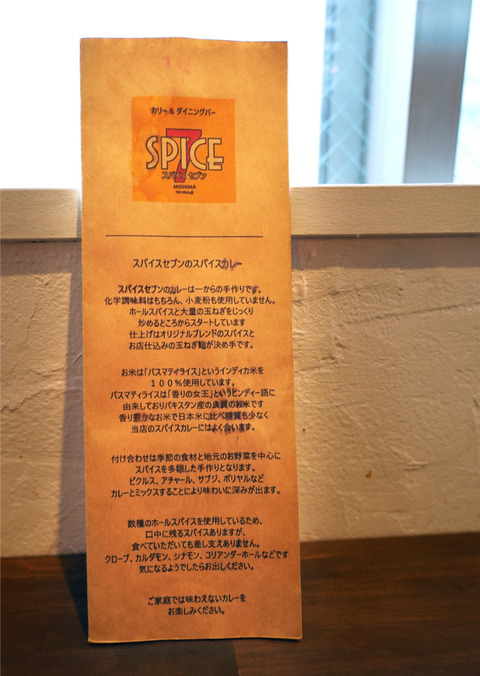 カリー & ダイニングバー
7
SPICE
スパイス セブン
MISHIMA
hirokouji
スパイスセブンのスパイスカレー
スパイスセブンのカレーは一からの手作りです。
化学調味料はもちろん、小麦粉も使用していません。
ホールスパイスと大量の玉ねぎをじっくり
炒めるところからスタートしています
仕上げはオリジナルブレンドのスパイスと
お店仕込みの玉ねぎ麹が決め手です。
お米は「バスマティライス」というインディカ米を
１００％使用しています。
バスマティライスは「香りの女王」というヒンディー語に
由来しておりパキスタン産の良質のお米です
香り豊かなお米で日本米に比べ糖質も少なく
当店のスパイスカレーにはよく合います。
付け合わせは季節の食材と地元のお野菜を中心に
スパイスを多様した手作りとなります。
ピクルス、アチャール、サブジ、ポリヤルなど
カレーとミックスすることにより味わいに深みが出ます。
数種のホールスパイスを使用しているため、
口中に残るスパイスありますが、
食べていただいても差し支えありません。
クローブ、カルダモン、シナモン、コリアンダーホールなどです
気になるようでしたらお出しください。
ご家庭では味わえないカレーを
お楽しみください。